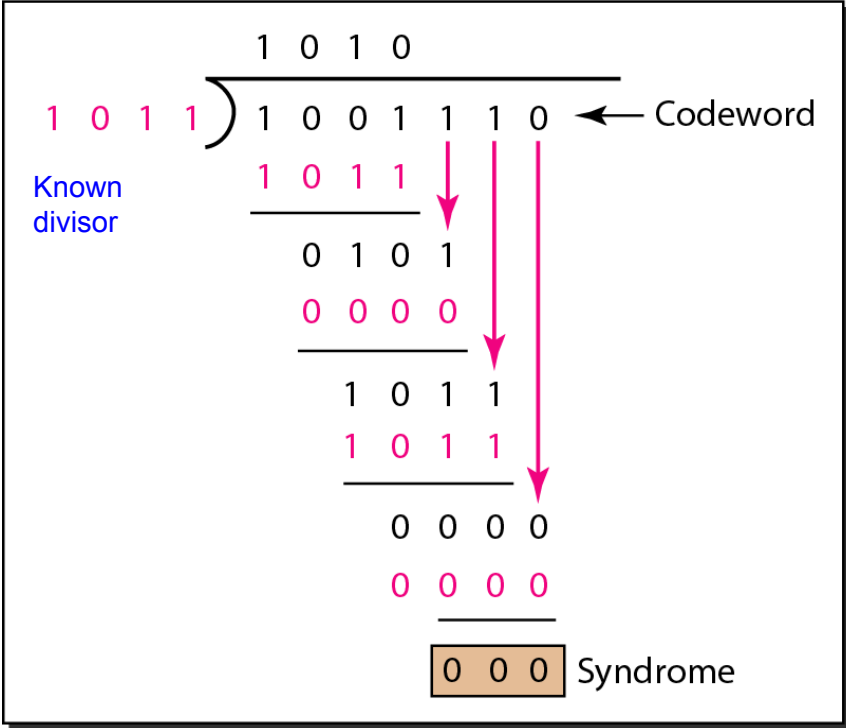 1 0 1 0
1 0 1 1 1 0 0 1 1 1 0 Codeword
1 0 1 1
Known
divisor
0 1 0 1
0 0 0 0
1 0 1 1
1 0 1 1
0 0 0 0
0 0 0 0
0 0 0 Syndrome